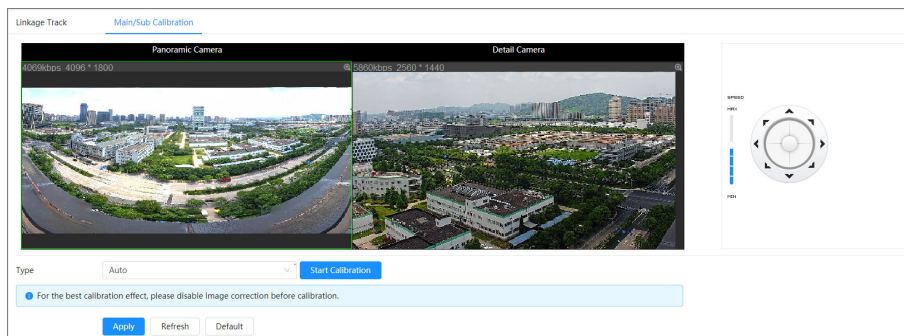 Linkage Track
Main/Sub Calibration
Panoramic Camera
Detail Camera
4069kbps 4096 * 1800
5860kbps 2560 * 1440
SPEED
MAX
MIN
Type
Auto
Start Calibration
For the best calibration effect, please disable image correction before calibration.
Apply
Refresh
Default